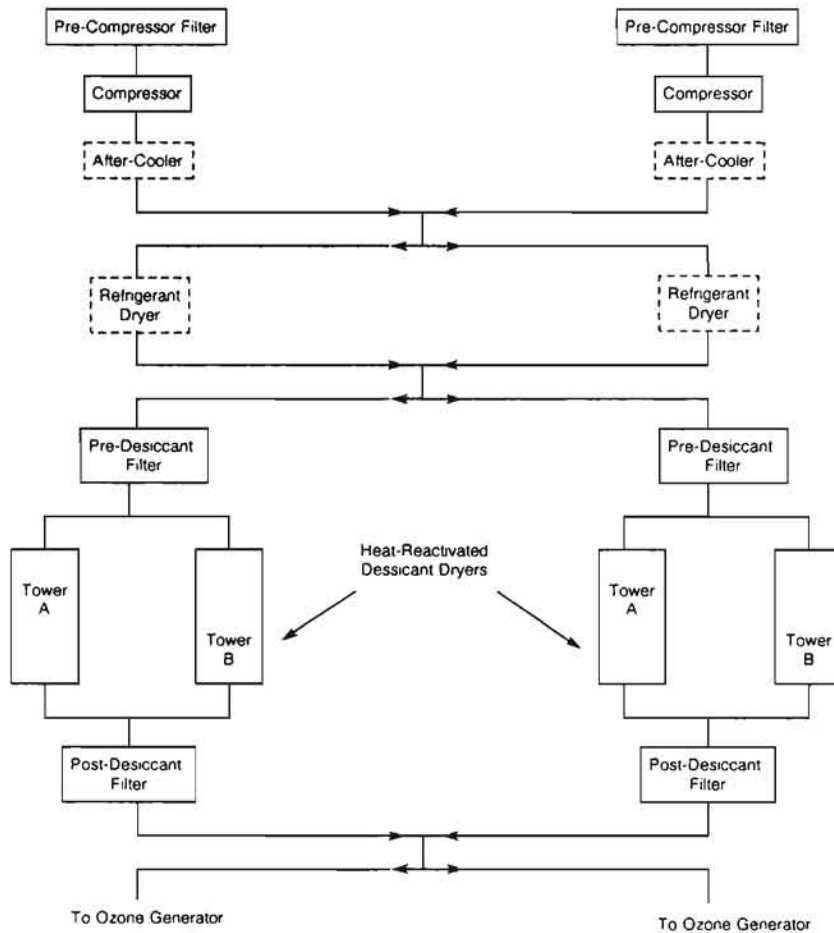 Pre-Compressor Filter
Pre-Compressor Filter
Compressor
Compressor
After-Cooler
After-Cooler
Refrigerant
Dryer
Refrigerant
Dryer
Pre-Desiccant
Filter
Pre-Desiccant
Filter
Heat-Reactivated
Dessicant Dryers
Tower
A
Tower
B
Tower
A
Tower
B
Post-Desiccant
Filter
Post-Desiccant
Filter
To Ozone Generator
To Ozone Generator